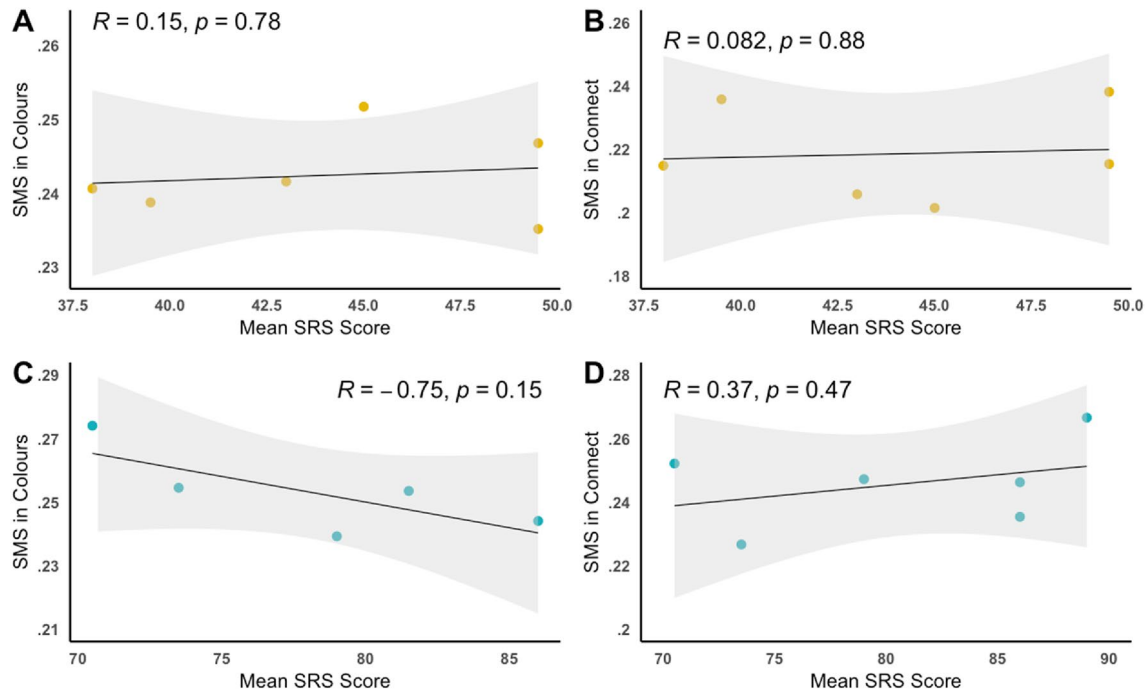 A
R = 0.15, p = 0.78
SMS in Colours
.26
.25
.24
.23
37.5 40.0 42.5 45.0 47.5 50.0
Mean SRS Score
B
R = 0.082, p = 0.88
SMS in Connect
.26
.24
.22
.2
.18
37.5 40.0 42.5 45.0 47.5 50.0
Mean SRS Score
C
R = – 0.75, p = 0.15
SMS in Colours
.29
.27
.25
.23
.21
70 75 80 85
Mean SRS Score
D
R = 0.37, p = 0.47
SMS in Connect
.28
.26
.24
.22
.2
70 75 80 85 90
Mean SRS Score